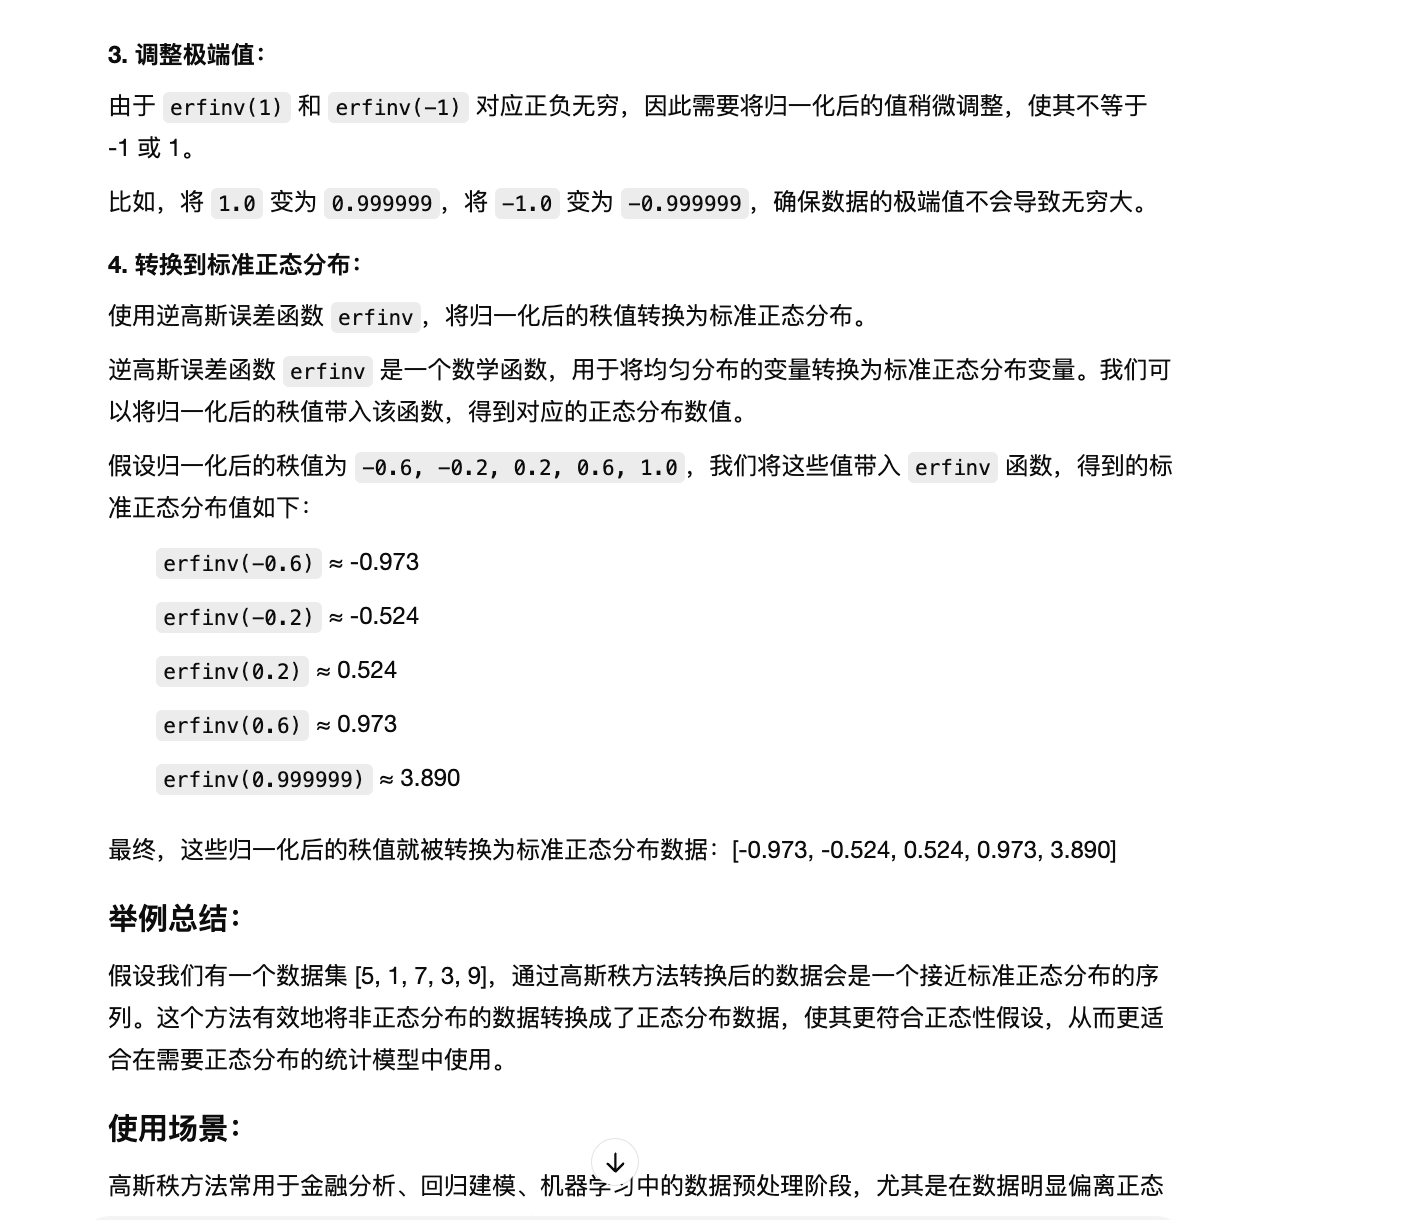 3. 调整极端值：
由于 erfinv(1) 和 erfinv(-1) 对应正负无穷，因此需要将归一化后的值稍微调整，使其不等于
-1 或 1。
比如，将 1.0 变为 0.999999，将 -1.0 变为 -0.999999，确保数据的极端值不会导致无穷大。
4. 转换到标准正态分布：
使用逆高斯误差函数 erfinv，将归一化后的秩值转换为标准正态分布。
逆高斯误差函数 erfinv 是一个数学函数，用于将均匀分布的变量转换为标准正态分布变量。我们可
以将归一化后的秩值带入该函数，得到对应的正态分布数值。
假设归一化后的秩值为 -0.6, -0.2, 0.2, 0.6, 1.0，我们将这些值带入 erfinv 函数，得到的标
准正态分布值如下：
erfinv(-0.6) ≈ -0.973
erfinv(-0.2) ≈ -0.524
erfinv(0.2) ≈ 0.524
erfinv(0.6) ≈ 0.973
erfinv(0.999999) ≈ 3.890
最终，这些归一化后的秩值就被转换为标准正态分布数据：[-0.973, -0.524, 0.524, 0.973, 3.890]
举例总结：
假设我们有一个数据集 [5, 1, 7, 3, 9]，通过高斯秩方法转换后的数据会是一个接近标准正态分布的序
列。这个方法有效地将非正态分布的数据转换成了正态分布数据，使其更符合正态性假设，从而更适
合在需要正态分布的统计模型中使用。
使用场景：
高斯秩方法常用于金融分析、回归建模、机器学习中的数据预处理阶段，尤其是在数据明显偏离正态